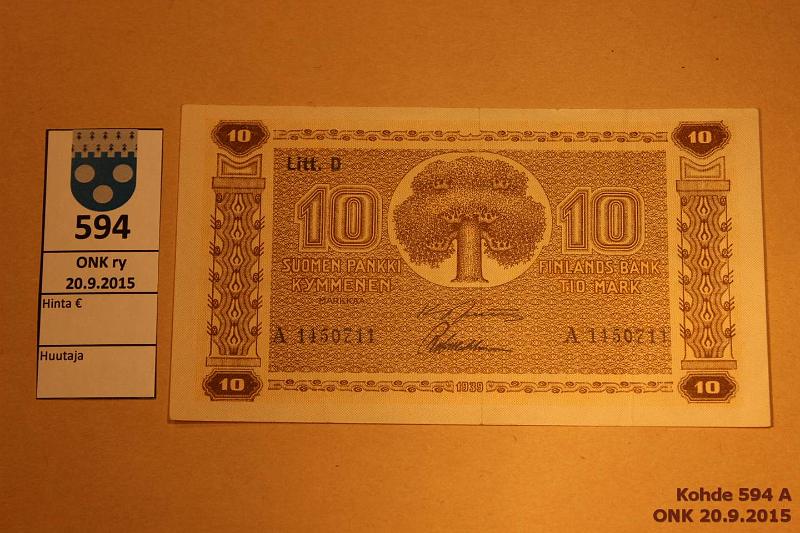 594
ONK ry
20.9.2015
Hinta €
Huutaja
10 10
Litt. D
10 10
SUOMEN PANKKI FINLANDS BANK
KYMMENEN TIO MARK
MARKKAA
A 1450711 A 1450711
10 1939 10
Kohde 594 A
ONK 20.9.2015